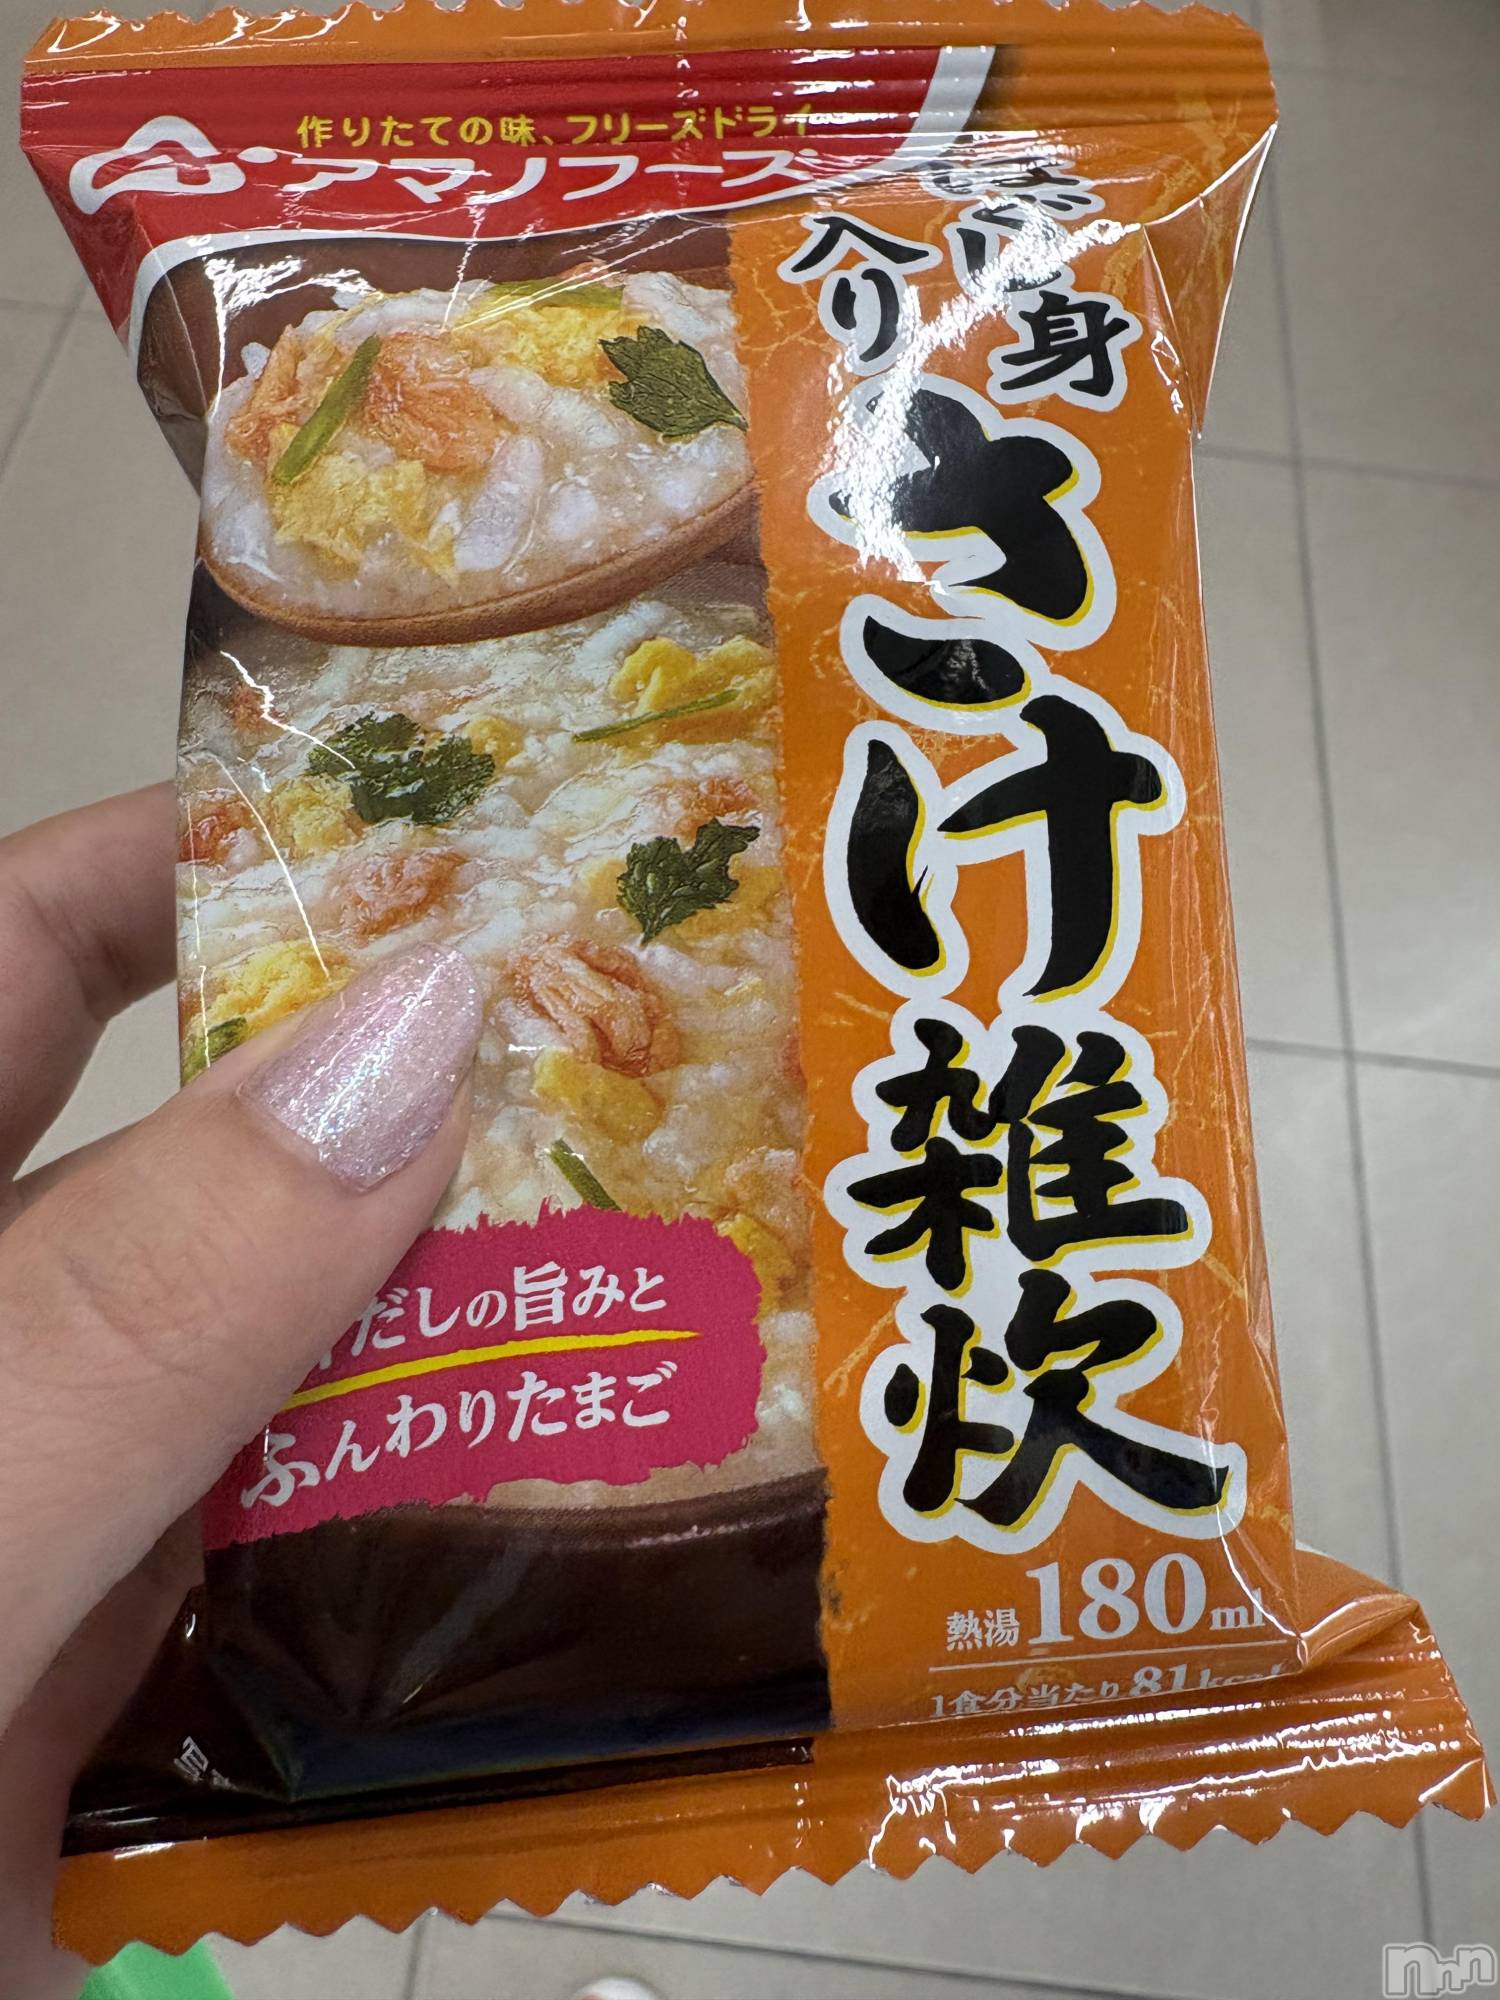 作りたての味、フリーズドライ
アマノフーズ
ほぐし身
入り
さけ雑炊
だしの旨みと
ふんわりたまご
熱湯180ml
1食分当たり81kcal
nnn